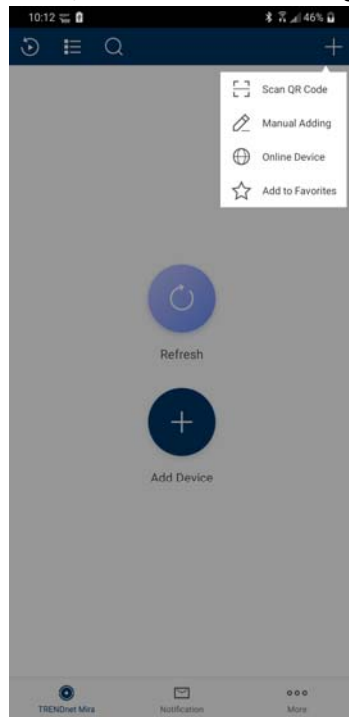 10:12
46%
Scan QR Code
Manual Adding
Online Device
Add to Favorites
Refresh
Add Device
TRENDnet Mira
Notification
More